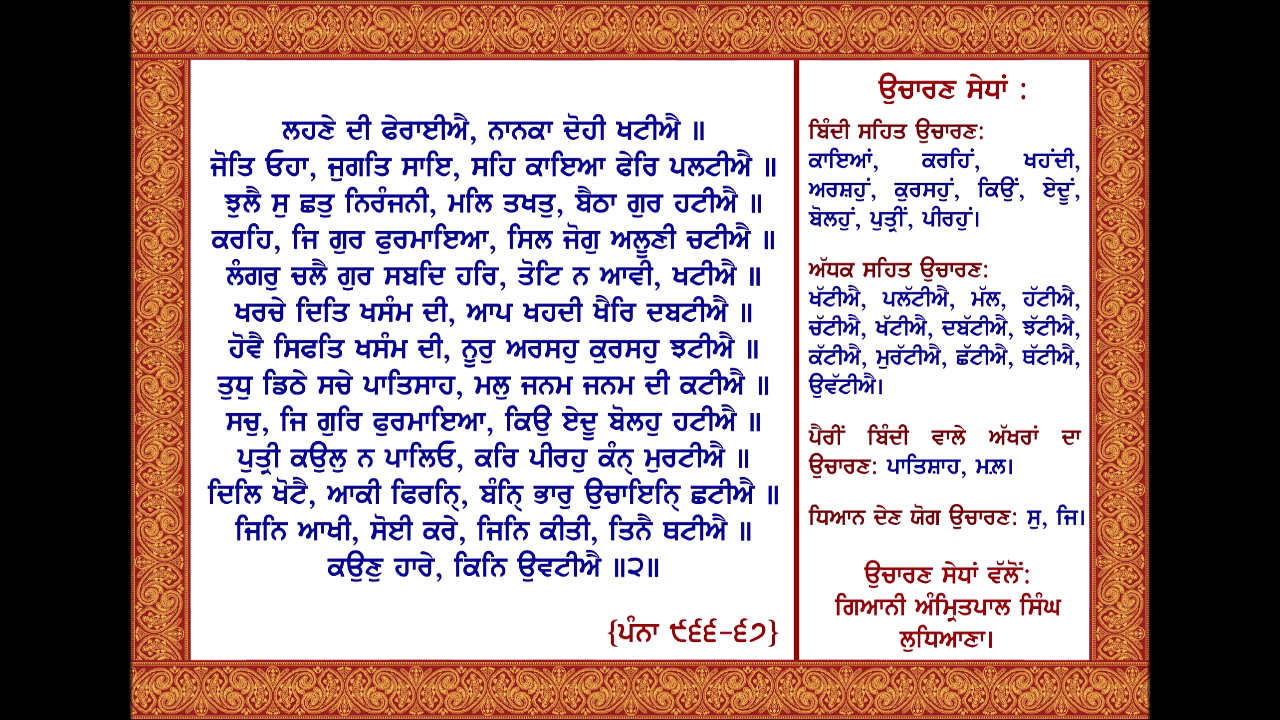 ਲਹਣੇ ਦੀ ਫੇਰਾਈਐ, ਨਾਨਕਾ ਦੋਹੀ ਖਟੀਐ ॥
ਜੋਤਿ ਓਹਾ, ਜੁਗਤਿ ਸਾਇ, ਸਹਿ ਕਾਇਆ ਫੇਰਿ ਪਲਟੀਐ ॥
ਝੁਲੈ ਸੁ ਛਤੁ ਨਿਰੰਜਨੀ, ਮਲਿ ਤਖਤੁ, ਬੈਠਾ ਗੁਰ ਹਟੀਐ ॥
ਕਰਹਿ, ਜਿ ਗੁਰ ਫੁਰਮਾਇਆ, ਸਿਲ ਜੋਗੁ ਅਲੂਣੀ ਚਟੀਐ ॥
ਲੰਗਰੁ ਚਲੈ ਗੁਰ ਸਬਦਿ ਹਰਿ, ਤੋਟਿ ਨ ਆਵੀ, ਖਟੀਐ ॥
ਖਰਚੇ ਦਿਤਿ ਖਸੰਮ ਦੀ, ਆਪ ਖਹਦੀ ਖੈਰਿ ਦਬਟੀਐ ॥
ਹੋਵੈ ਸਿਫਤਿ ਖਸੰਮ ਦੀ, ਨੂਰੁ ਅਰਸਹੁ ਕੁਰਸਹੁ ਝਟੀਐ ॥
ਤੁਧੁ ਡਿਠੇ ਸਚੇ ਪਾਤਿਸਾਹ, ਮਲੁ ਜਨਮ ਜਨਮ ਦੀ ਕਟੀਐ ॥
ਸਚੁ, ਜਿ ਗੁਰਿ ਫੁਰਮਾਇਆ, ਕਿਉ ਏਦੂ ਬੋਲਹੁ ਹਟੀਐ ॥
ਪੁਤ੍ਰੀ ਕਉਲੁ ਨ ਪਾਲਿਓ, ਕਰਿ ਪੀਰਹੁ ਕੰਨ੍ ਮੁਰਟੀਐ ॥
ਦਿਲਿ ਖੋਟੈ, ਆਕੀ ਫਿਰਨਿ੍, ਬੰਨਿ੍ ਭਾਰੁ ਉਚਾਇਨਿ੍ ਛਟੀਐ ॥
ਜਿਨਿ ਆਖੀ, ਸੋਈ ਕਰੇ, ਜਿਨਿ ਕੀਤੀ, ਤਿਨੈ ਥਟੀਐ ॥
ਕਉਣੁ ਹਾਰੇ, ਕਿਨਿ ਉਵਟੀਐ ॥੨॥
{ਪੰਨਾ ੯੬੬-੬੭}
ਉਚਾਰਣ ਸੇਧਾਂ :
ਬਿੰਦੀ ਸਹਿਤ ਉਚਾਰਣ:
ਕਾਇਆਂ, ਕਰਹਿਂ, ਖਹਾਂਦੀ,
ਅਰਸ਼ਹੁਂ, ਕੁਰਸਹੁਂ, ਕਿਉਂ, ਏਦੂਂ,
ਬੋਲਹੁਂ, ਪੁਤ੍ਰੀਂ, ਪੀਰਹੁਂ।
ਅੱਧਕ ਸਹਿਤ ਉਚਾਰਣ:
ਖੱਟੀਐ, ਪਲੱਟੀਐ, ਮੱਲ, ਹੱਟੀਐ,
ਚੱਟੀਐ, ਖੱਟੀਐ, ਦਬੱਟੀਐ, ਝੱਟੀਐ,
ਕੱਟੀਐ, ਮੁਰੱਟੀਐ, ਛੱਟੀਐ, ਥੱਟੀਐ,
ਉਵੱਟੀਐ।
ਪੈਰੀਂ ਬਿੰਦੀ ਵਾਲੇ ਅੱਖਰਾਂ ਦਾ
ਉਚਾਰਣ: ਪਾਤਿਸ਼ਾਹ, ਮਲ਼।
ਧਿਆਨ ਦੇਣ ਯੋਗ ਉਚਾਰਣ: ਸੁ, ਜਿ।
ਉਚਾਰਣ ਸੇਧਾਂ ਵੱਲੋਂ:
ਗਿਆਨੀ ਅੰਮ੍ਰਿਤਪਾਲ ਸਿੰਘ
ਲੁਧਿਆਣਾ।